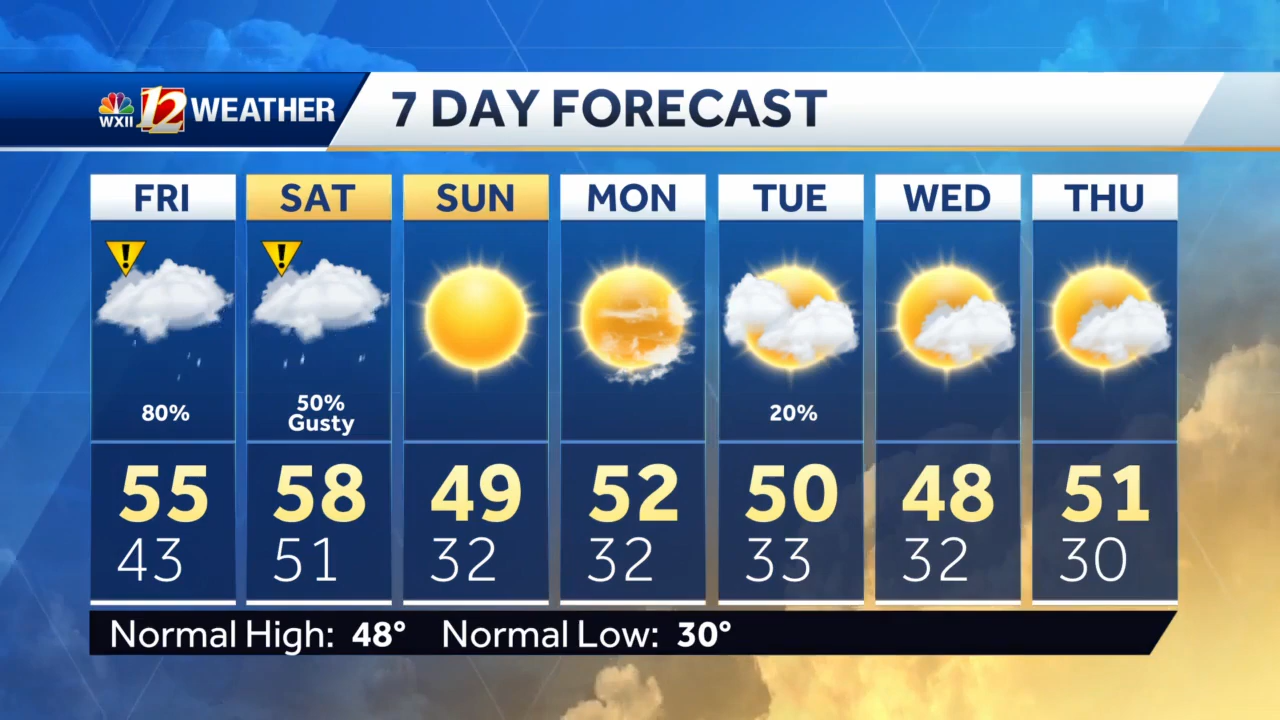 WXII 12 WEATHER
7 DAY FORECAST
FRI SAT SUN MON TUE WED THU
! !
80% 50% 20%
Gusty
55 58 49 52 50 48 51
43 51 32 32 33 32 30
Normal High: 48° Normal Low: 30°